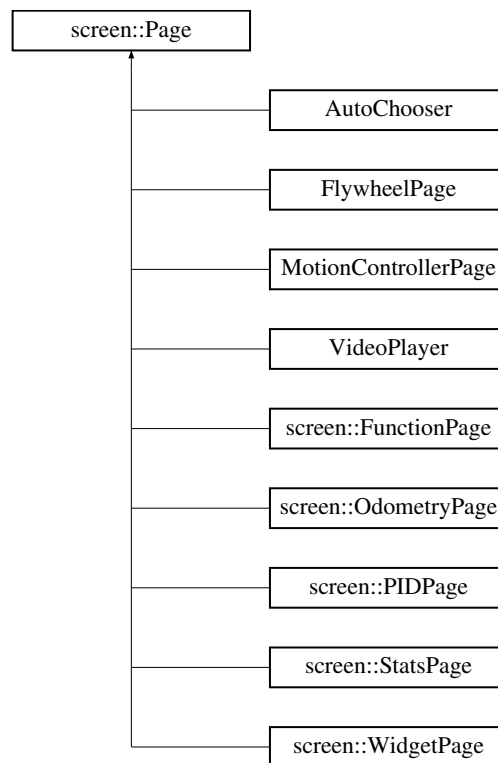 screen::Page
AutoChooser
FlywheelPage
MotionControllerPage
VideoPlayer
screen::FunctionPage
screen::OdometryPage
screen::PIDPage
screen::StatsPage
screen::WidgetPage